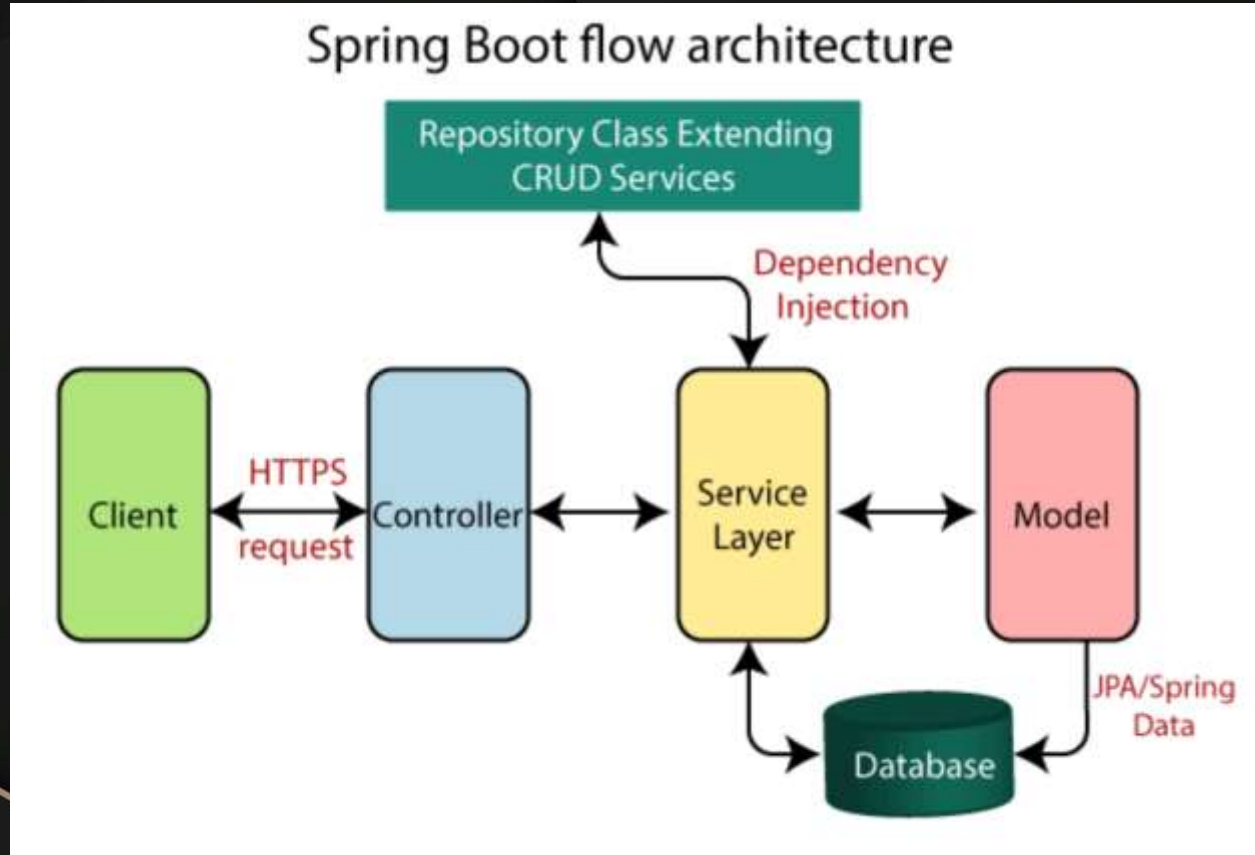 Spring Boot flow architecture
Repository Class Extending
CRUD Services
Dependency
Injection
Client
HTTPS
request
Controller
Service
Layer
Model
JPA/Spring
Data
Database